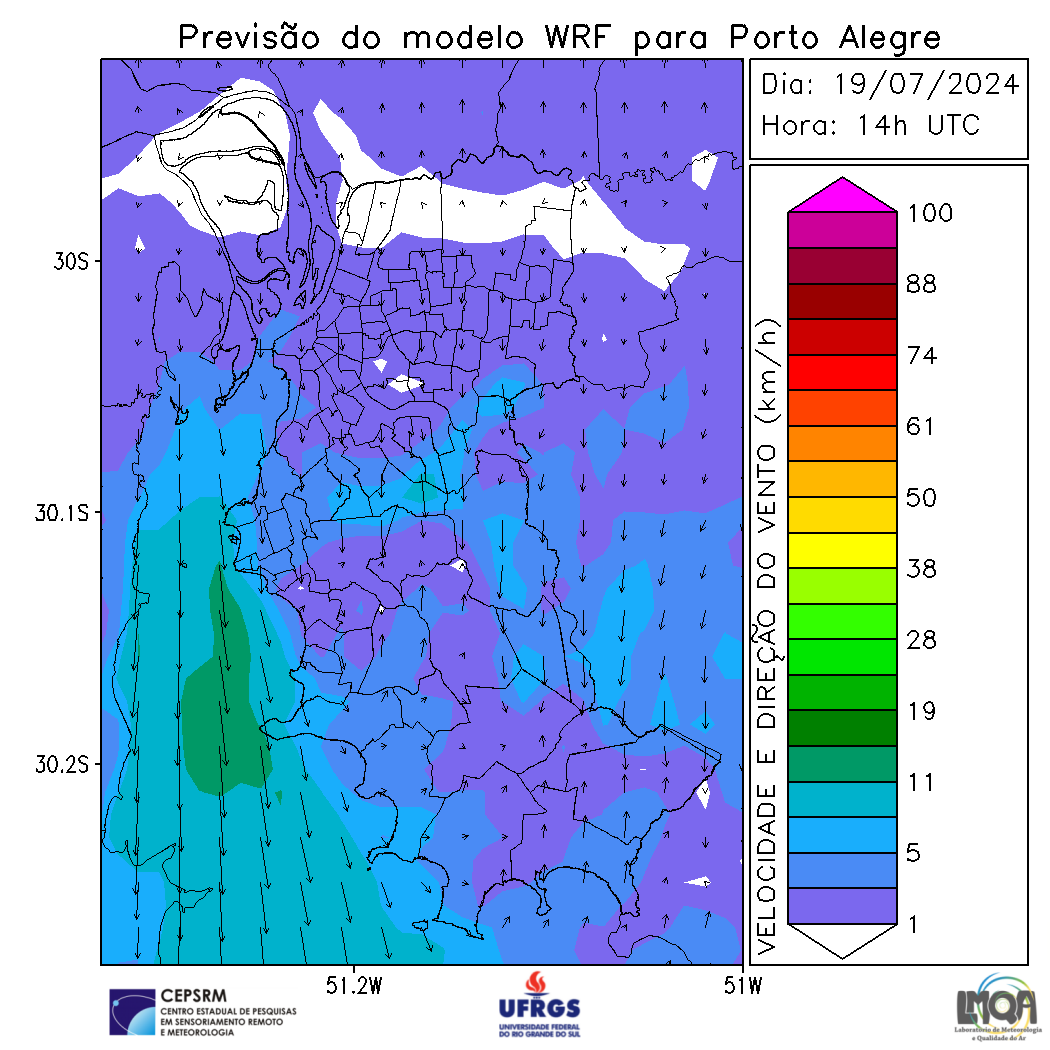 Previsão do modelo WRF para Porto Alegre
Dia: 19/07/2024
Hora: 14h UTC
30S
30.1S
30.2S
51.2W
51W
VELOCIDADE E DIREÇÃO DO VENTO (km/h)
100
88
74
61
50
38
28
19
11
5
1
CEPSRM
CENTRO ESTADUAL DE PESQUISAS
EM SENSORIAMENTO REMOTO
E METEOROLOGIA
UFRGS
UNIVERSIDADE FEDERAL
DO RIO GRANDE DO SUL
LMQA
Laboratório de Meteorologia
e Qualidade do Ar